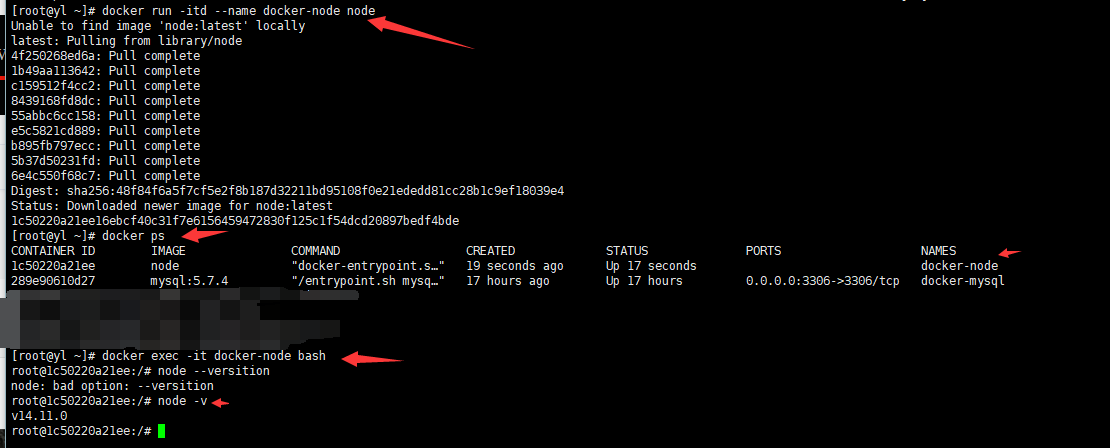 [root@yl ~]# docker run -itd --name docker-node node
Unable to find image 'node:latest' locally
latest: Pulling from library/node
4f250268ed6a: Pull complete
1b49aa113642: Pull complete
c159512f4cc2: Pull complete
8439168fd8dc: Pull complete
55abbc6cc158: Pull complete
e5c5821cd889: Pull complete
b895fb797ecc: Pull complete
5b37d50231fd: Pull complete
6e4c550f68c7: Pull complete
Digest: sha256:48f84f6a5f7cf5e2f8b187d32211bd95108f0e21ededd81cc28b1c9ef18039e4
Status: Downloaded newer image for node:latest
1c50220a21ee16ebcf40c31f7e6156459472830f125c1f54dcd20897bedf4bde
[root@yl ~]# docker ps
CONTAINER ID IMAGE COMMAND CREATED STATUS PORTS NAMES
1c50220a21ee node "docker-entrypoint.s…" 19 seconds ago Up 17 seconds docker-node
289e90610d27 mysql:5.7.4 "/entrypoint.sh mysq…" 17 hours ago Up 17 hours 0.0.0.0:3306->3306/tcp docker-mysql
[root@yl ~]# docker exec -it docker-node bash
root@1c50220a21ee:/# node --versition
node: bad option: --versition
root@1c50220a21ee:/# node -v
v14.11.0
root@1c50220a21ee:/#